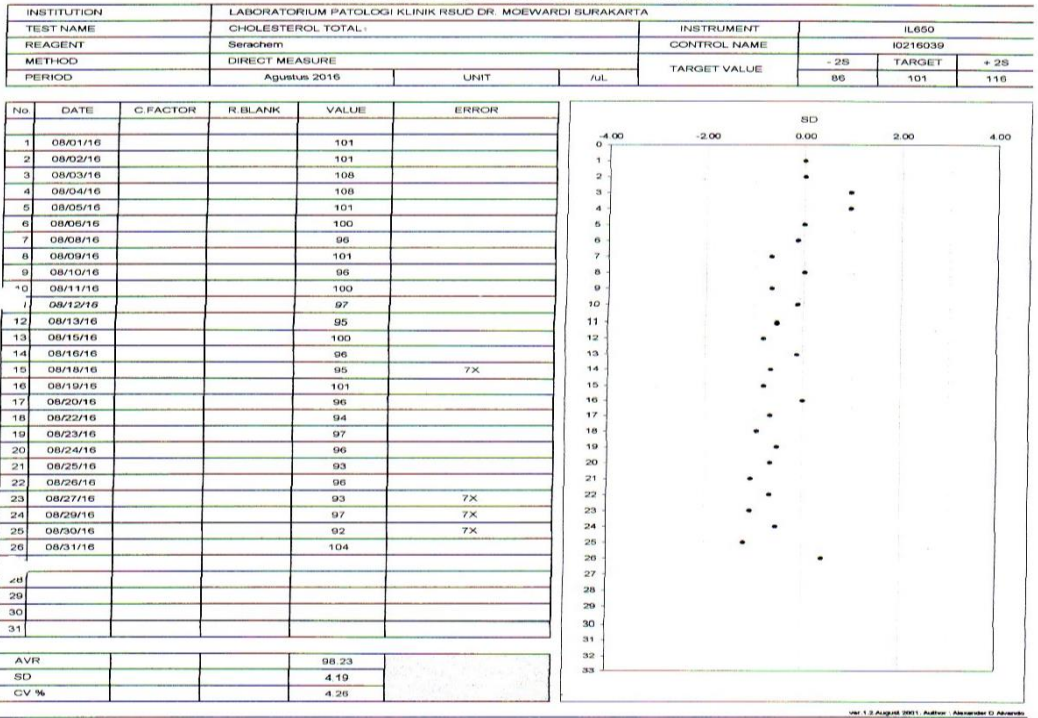 INSTITUTION LABORATORIUM PATOLOGI KLINIK RSUD DR. MOEWARDI SURAKARTA
TEST NAME CHOLESTEROL TOTAL: INSTRUMENT IL650
REAGENT Serachem CONTROL NAME I0216039
METHOD DIRECT MEASURE TARGET VALUE - 2S TARGET + 2S
PERIOD Agustus 2016 UNIT /uL 86 101 116
No. DATE C.FACTOR R.BLANK VALUE ERROR
1 08/01/16 101
2 08/02/16 101
3 08/03/16 108
4 08/04/16 108
5 08/05/16 101
6 08/06/16 100
7 08/08/16 96
8 08/09/16 101
9 08/10/16 96
10 08/11/16 100
08/12/16 97
12 08/13/16 95
13 08/15/16 100
14 08/16/16 96
15 08/18/16 95 7X
16 08/19/16 101
17 08/20/16 96
18 08/22/16 94
19 08/23/16 97
20 08/24/16 96
21 08/25/16 93
22 08/26/16 96
23 08/27/16 93 7X
24 08/29/16 97 7X
25 08/30/16 92 7X
26 08/31/16 104
28
29
30
31
AVR 98.23
SD 4.19
CV % 4.26
SD
-4.00 -2.00 0.00 2.00 4.00
0
1
2
3
4
5
6
7
8
9
10
11
12
13
14
15
16
17
18
19
20
21
22
23
24
25
26
27
28
29
30
31
32
33
ver 1.2 August 2001, Author : Alexander D Alvendo